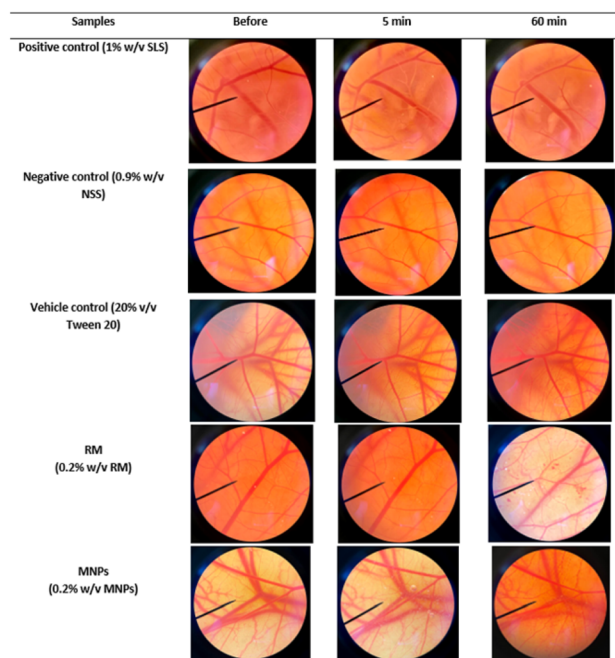 Samples Before 5 min 60 min
Positive control (1% w/v SLS)
Negative control (0.9% w/v
NSS)
Vehicle control (20% v/v
Tween 20)
RM
(0.2% w/v RM)
MNPs
(0.2% w/v MNPs)